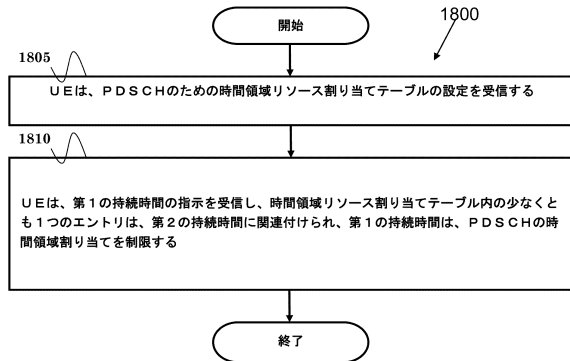 開始
1800
1805
UEは、PDSCHのための時間領域リソース割り当てテーブルの設定を受信する
1810
UEは、第1の持続時間の指示を受信し、時間領域リソース割り当てテーブル内の少なくと
も1つのエントリは、第2の持続時間に関連付けられ、第1の持続時間は、PDSCHの時
間領域割り当てを制限する
終了